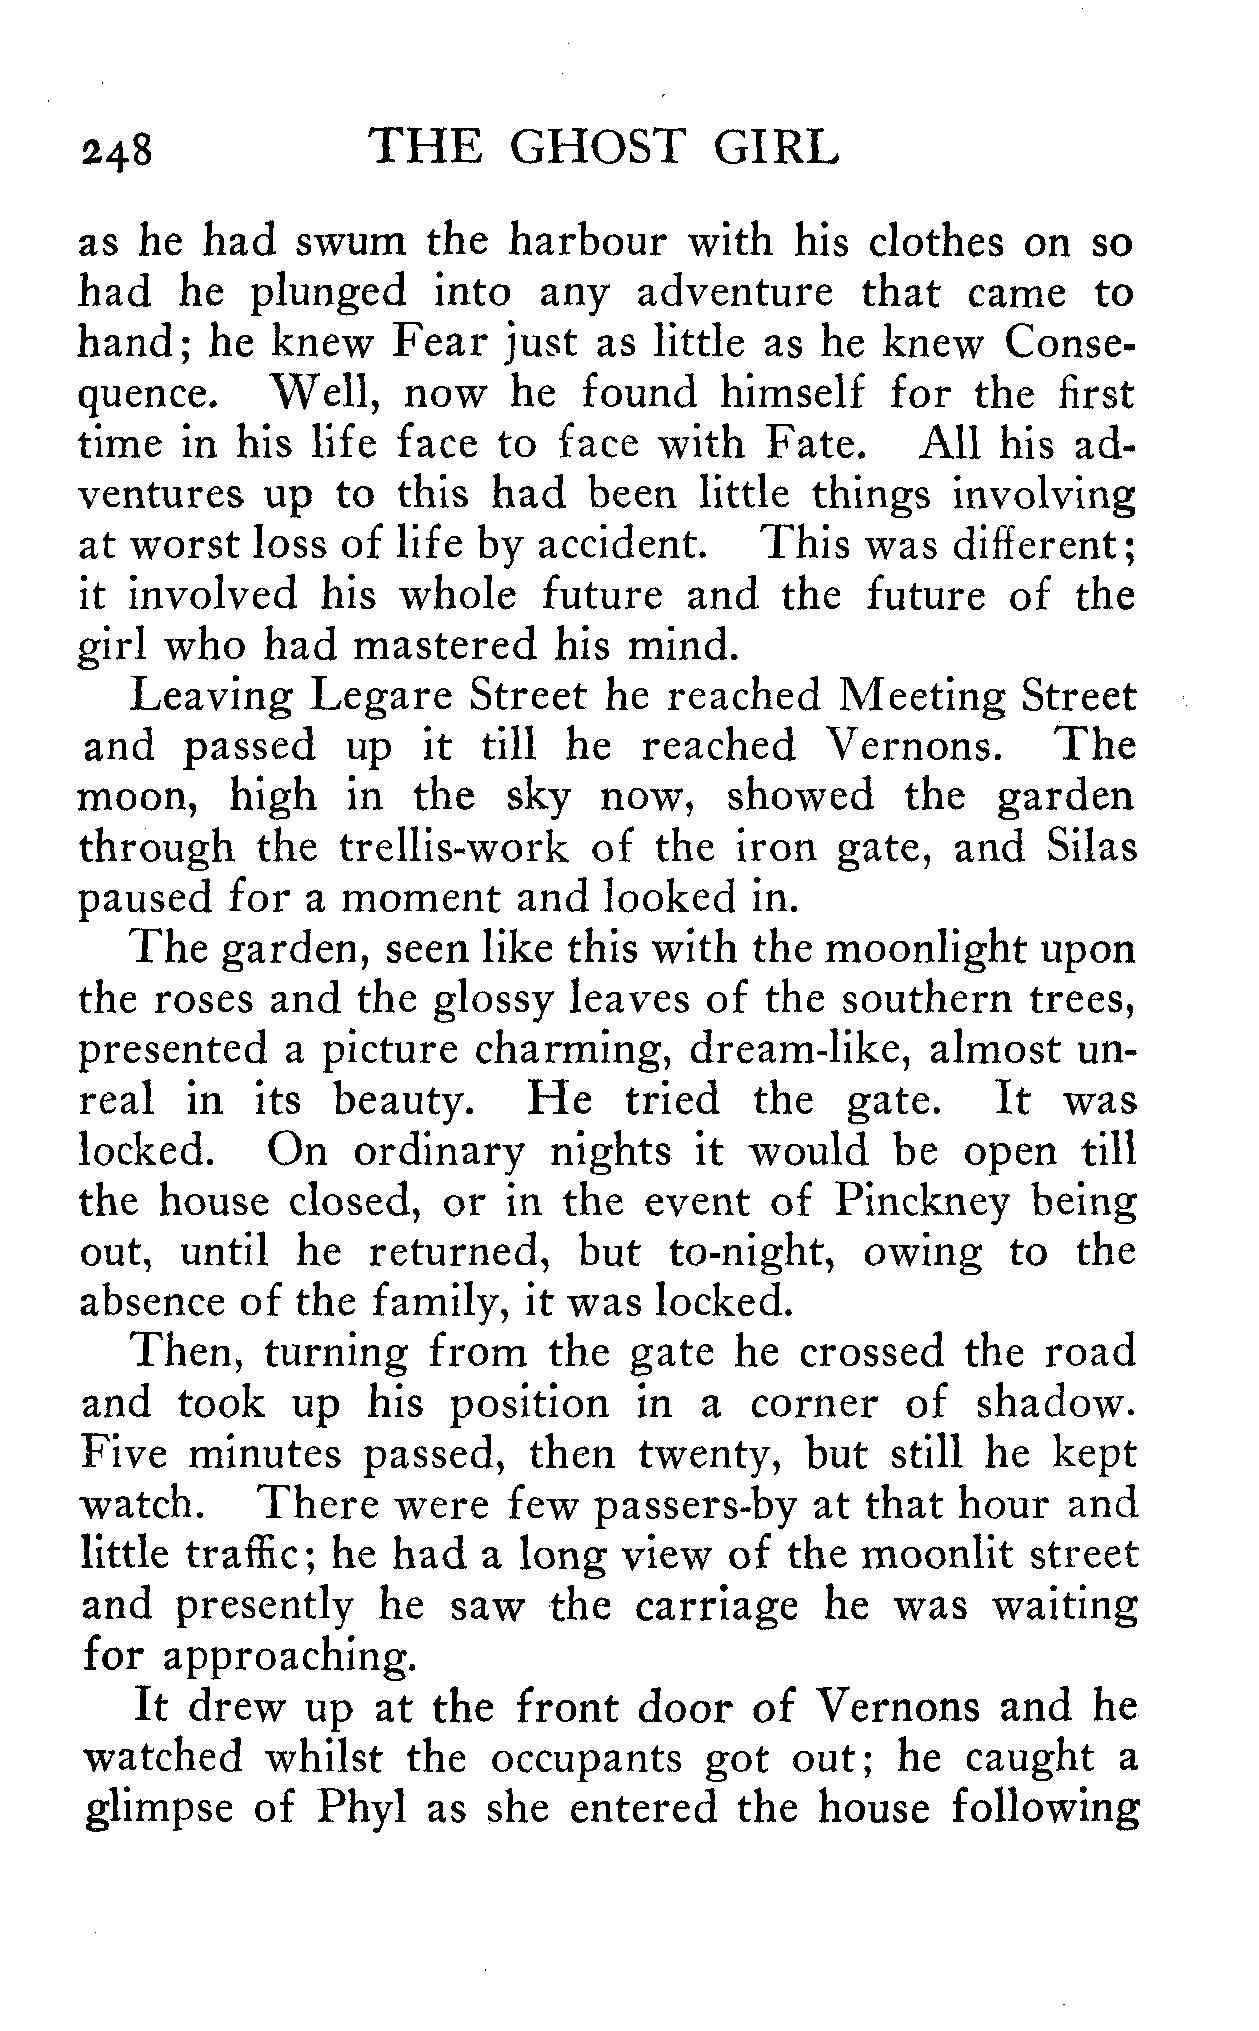 248 THE GHOST GIRL
as he had swum the harbour with his clothes on so
had he plunged into any adventure that came to
hand; he knew Fear just as little as he knew Conse-
quence. Well, now he found himself for the first
time in his life face to face with Fate. All his ad-
ventures up to this had been little things involving
at worst loss of life by accident. This was different;
it involved his whole future and the future of the
girl who had mastered his mind.
Leaving Legare Street he reached Meeting Street
and passed up it till he reached Vernons. The
moon, high in the sky now, showed the garden
through the trellis-work of the iron gate, and Silas
paused for a moment and looked in.
The garden, seen like this with the moonlight upon
the roses and the glossy leaves of the southern trees,
presented a picture charming, dream-like, almost un-
real in its beauty. He tried the gate. It was
locked. On ordinary nights it would be open till
the house closed, or in the event of Pinckney being
out, until he returned, but to-night, owing to the
absence of the family, it was locked.
Then, turning from the gate he crossed the road
and took up his position in a corner of shadow.
Five minutes passed, then twenty, but still he kept
watch. There were few passers-by at that hour and
little traffic; he had a long view of the moonlit street
and presently he saw the carriage he was waiting
for approaching.
It drew up at the front door of Vernons and he
watched whilst the occupants got out; he caught a
glimpse of Phyl as she entered the house following